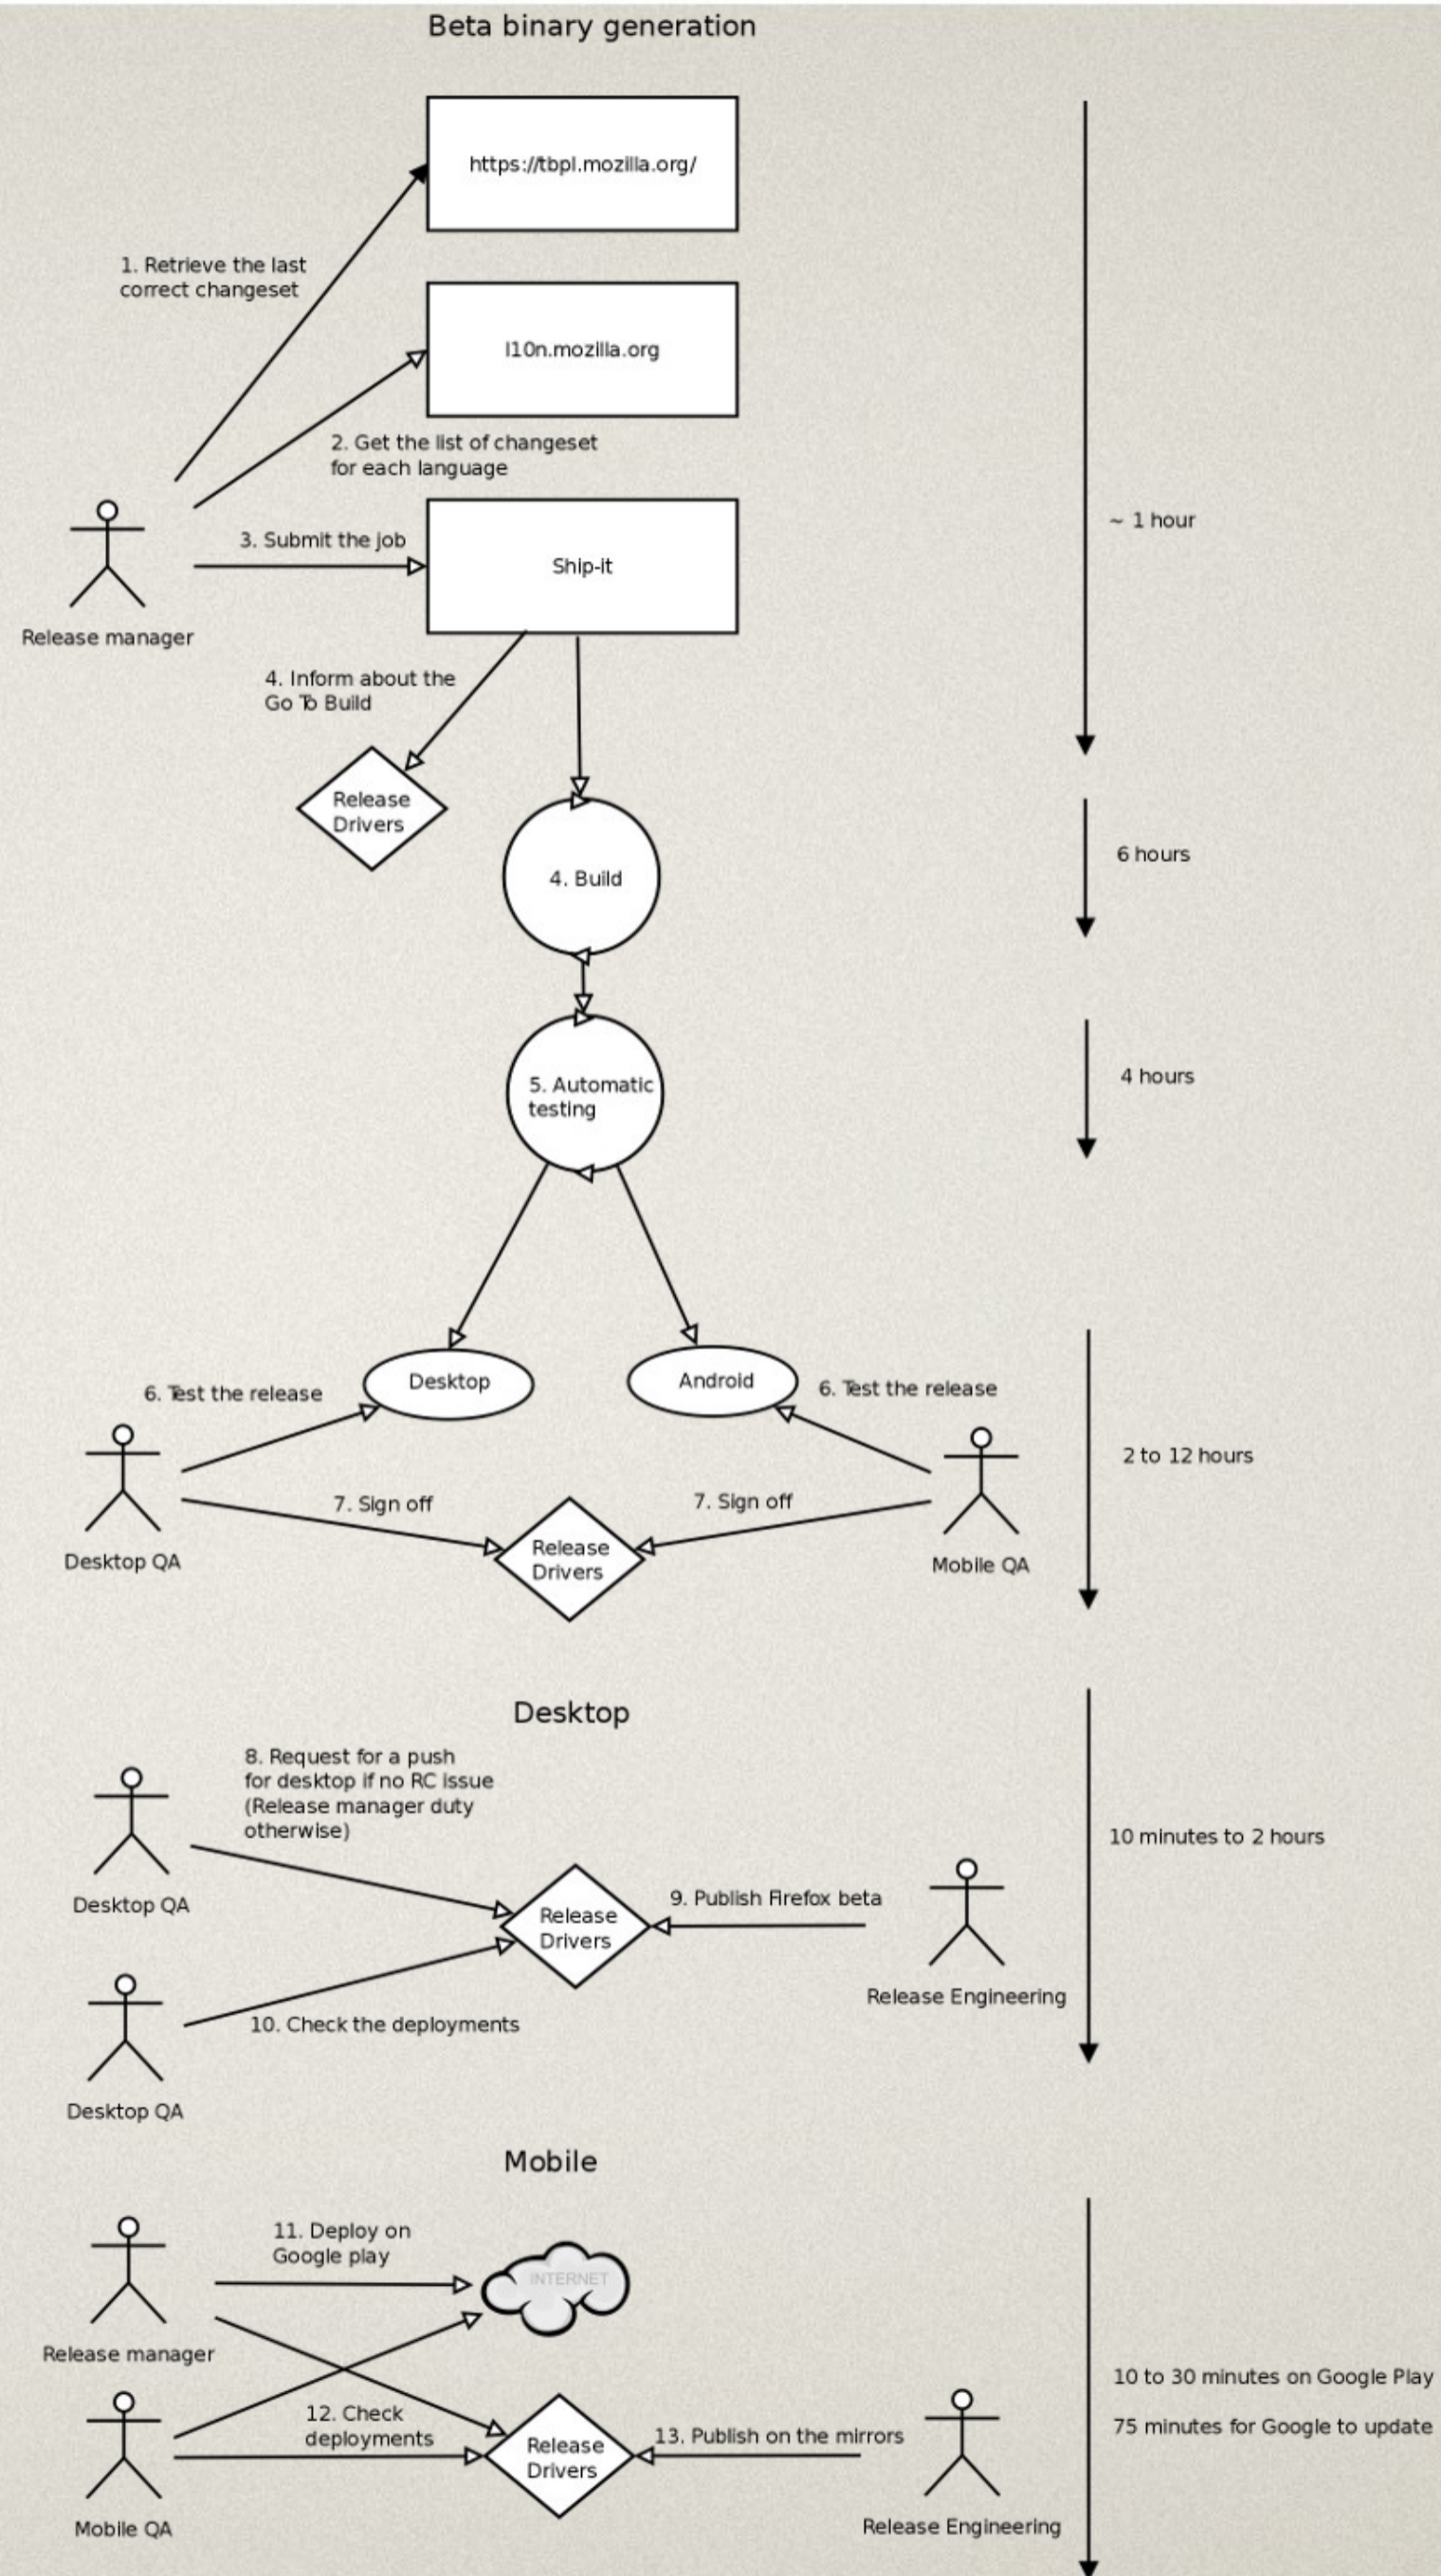 Beta binary generation
https://tbpl.mozilla.org/
1. Retrieve the last
correct changeset
l10n.mozilla.org
2. Get the list of changeset
for each language
~ 1 hour
3. Submit the job
Ship-it
Release manager
4. Inform about the
Go To Build
Release
Drivers
6 hours
4. Build
4 hours
5. Automatic
testing
Desktop
Android
6. Test the release
6. Test the release
2 to 12 hours
7. Sign off
7. Sign off
Release
Drivers
Desktop QA
Mobile QA
Desktop
8. Request for a push
for desktop if no RC issue
(Release manager duty
otherwise)
10 minutes to 2 hours
Desktop QA
9. Publish Firefox beta
Release
Drivers
Release Engineering
10. Check the deployments
Desktop QA
Mobile
11. Deploy on
Google play
INTERNET
Release manager
10 to 30 minutes on Google Play
75 minutes for Google to update
12. Check
deployments
13. Publish on the mirrors
Release
Drivers
Mobile QA
Release Engineering